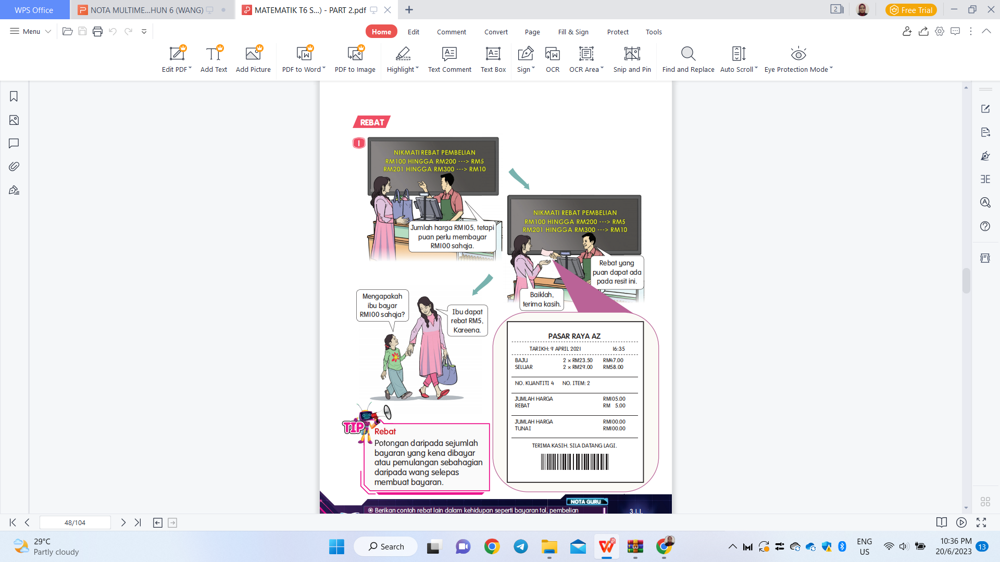 WPS Office
NOTA MULTIME...HUN 6 (WANG)
MATEMATIK T6 S...) - PART 2.pdf
2
Free Trial
Menu
Home
Edit
Comment
Convert
Page
Fill & Sign
Protect
Tools
Edit PDF
Add Text
Add Picture
PDF to Word
PDF to Image
Highlight
Text Comment
Text Box
Sign
OCR
OCR Area
Snip and Pin
Find and Replace
Auto Scroll
Eye Protection Mode
REBAT
1
NIKMATI REBAT PEMBELIAN
RM100 HINGGA RM200 ---> RM5
RM201 HINGGA RM300 ---> RM10
Jumlah harga RM105, tetapi
puan perlu membayar
RM100 sahaja.
NIKMATI REBAT PEMBELIAN
RM100 HINGGA RM200 ---> RM5
RM201 HINGGA RM300 ---> RM10
Rebat yang
puan dapat ada
pada resit ini.
Baiklah,
terima kasih.
Mengapakah
ibu bayar
RM100 sahaja?
Ibu dapat
rebat RM5,
Kareena.
PASAR RAYA AZ
TARIKH: 9 APRIL 2021 16:35
BAJU 2 × RM23.50 RM47.00
SELUAR 2 × RM29.00 RM58.00
NO. KUANTITI 4 NO. ITEM: 2
JUMLAH HARGA RM105.00
REBAT RM 5.00
JUMLAH HARGA RM100.00
TUNAI RM100.00
TERIMA KASIH. SILA DATANG LAGI.
TIP
Rebat
Potongan daripada sejumlah
bayaran yang kena dibayar
atau pemulangan sebahagian
daripada wang selepas
membuat bayaran.
NOTA GURU
Berikan contoh rebat lain dalam kehidupan seperti bayaran tol, pembelian
3.1.1,
48/104
29°C
Partly cloudy
Search
ENG
US
10:36 PM
20/6/2023
13